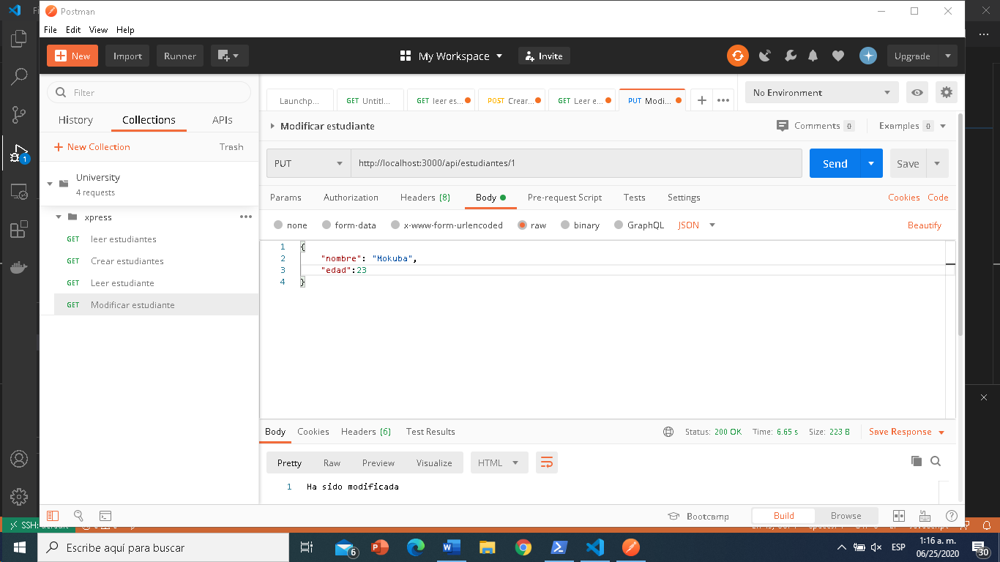 Fi
Postman
File Edit View Help
New Import Runner My Workspace Invite Upgrade
Filter
History Collections APIs
New Collection Trash
University
4 requests
xpress
GET leer estudiantes
GET Crear estudiantes
GET Leer estudiante
GET Modificar estudiante
Launchp... GET Untitl... GET leer es... POST Crear... GET Leer e... PUT Modi... No Environment
Modificar estudiante Comments 0 Examples 0
PUT http://localhost:3000/api/estudiantes/1 Send Save
Params Authorization Headers (8) Body Pre-request Script Tests Settings Cookies Code
none form-data x-www-form-urlencoded raw binary GraphQL JSON Beautify
1 {
2 "nombre": "Mokuba",
3 "edad":23
4 }
Body Cookies Headers (6) Test Results Status: 200 OK Time: 6.65 s Size: 223 B Save Response
Pretty Raw Preview Visualize HTML
1 Ha sido modificada
Bootcamp Build Browse
SSH: default
Escribe aquí para buscar
1
6
ESP
1:16 a. m.
06/25/2020
30